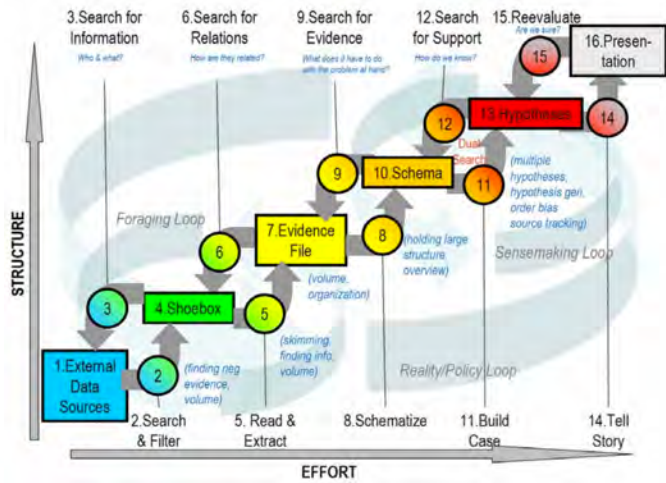 3.Search for
Information
Who & what?
6.Search for
Relations
How are they related?
9.Search for
Evidence
What does it have to do
with the problem at hand?
12.Search
for Support
How do we know?
15.Reevaluate
Are we sure?
15
16.Presen-
tation
12
13.Hypotheses
14
Dual
Search
9
10.Schema
11
(multiple
hypotheses,
hypothesis gen,
order bias
source tracking)
Foraging Loop
6
7.Evidence
File
8
(holding large
structure,
overview)
Sensemaking Loop
(volume,
organization)
3
4.Shoebox
5
(skimming,
finding info,
volume)
1.External
Data
Sources
2
(finding neg
evidence,
volume)
Reality/Policy Loop
2.Search
& Filter
5. Read &
Extract
8.Schematize
11.Build
Case
14.Tell
Story
STRUCTURE
EFFORT